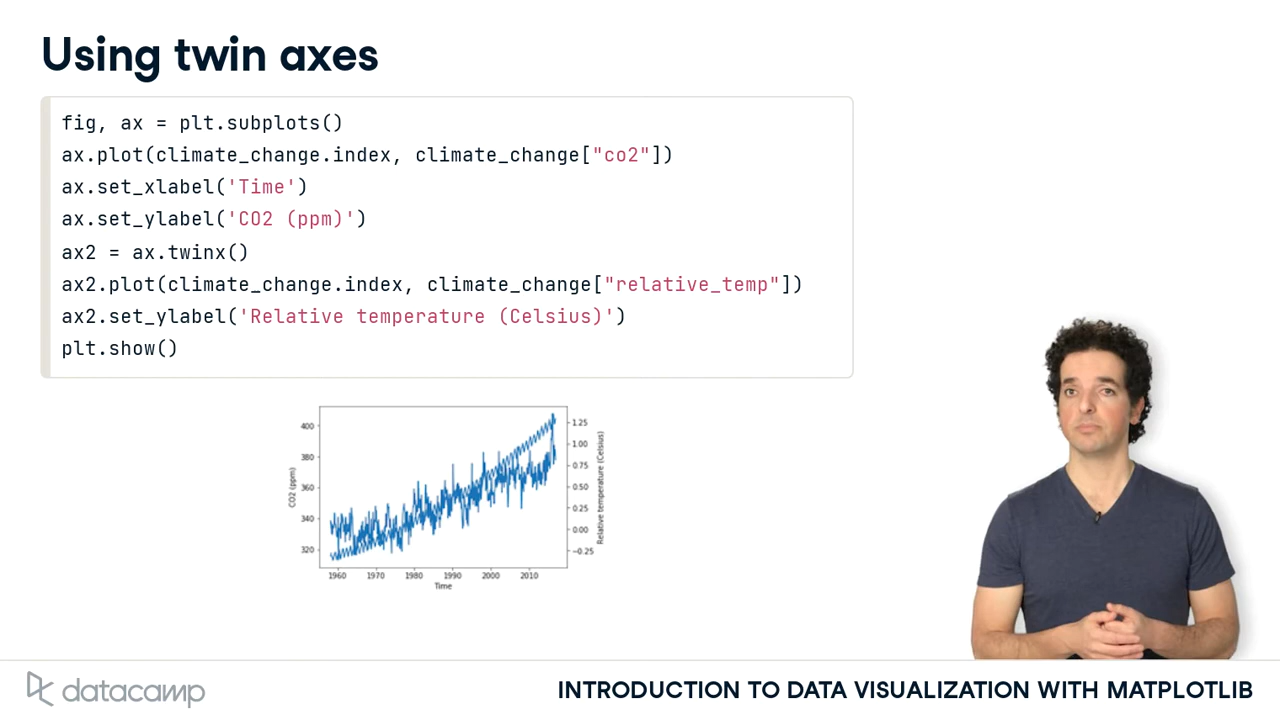 Using twin axes
fig, ax = plt.subplots()
ax.plot(climate_change.index, climate_change["co2"])
ax.set_xlabel('Time')
ax.set_ylabel('CO2 (ppm)')
ax2 = ax.twinx()
ax2.plot(climate_change.index, climate_change["relative_temp"])
ax2.set_ylabel('Relative temperature (Celsius)')
plt.show()
400
380
360
340
320
CO2 (ppm)
1.25
1.00
0.75
0.50
0.25
0.00
−0.25
Relative temperature (Celsius)
1960 1970 1980 1990 2000 2010
Time
datacamp
INTRODUCTION TO DATA VISUALIZATION WITH MATPLOTLIB